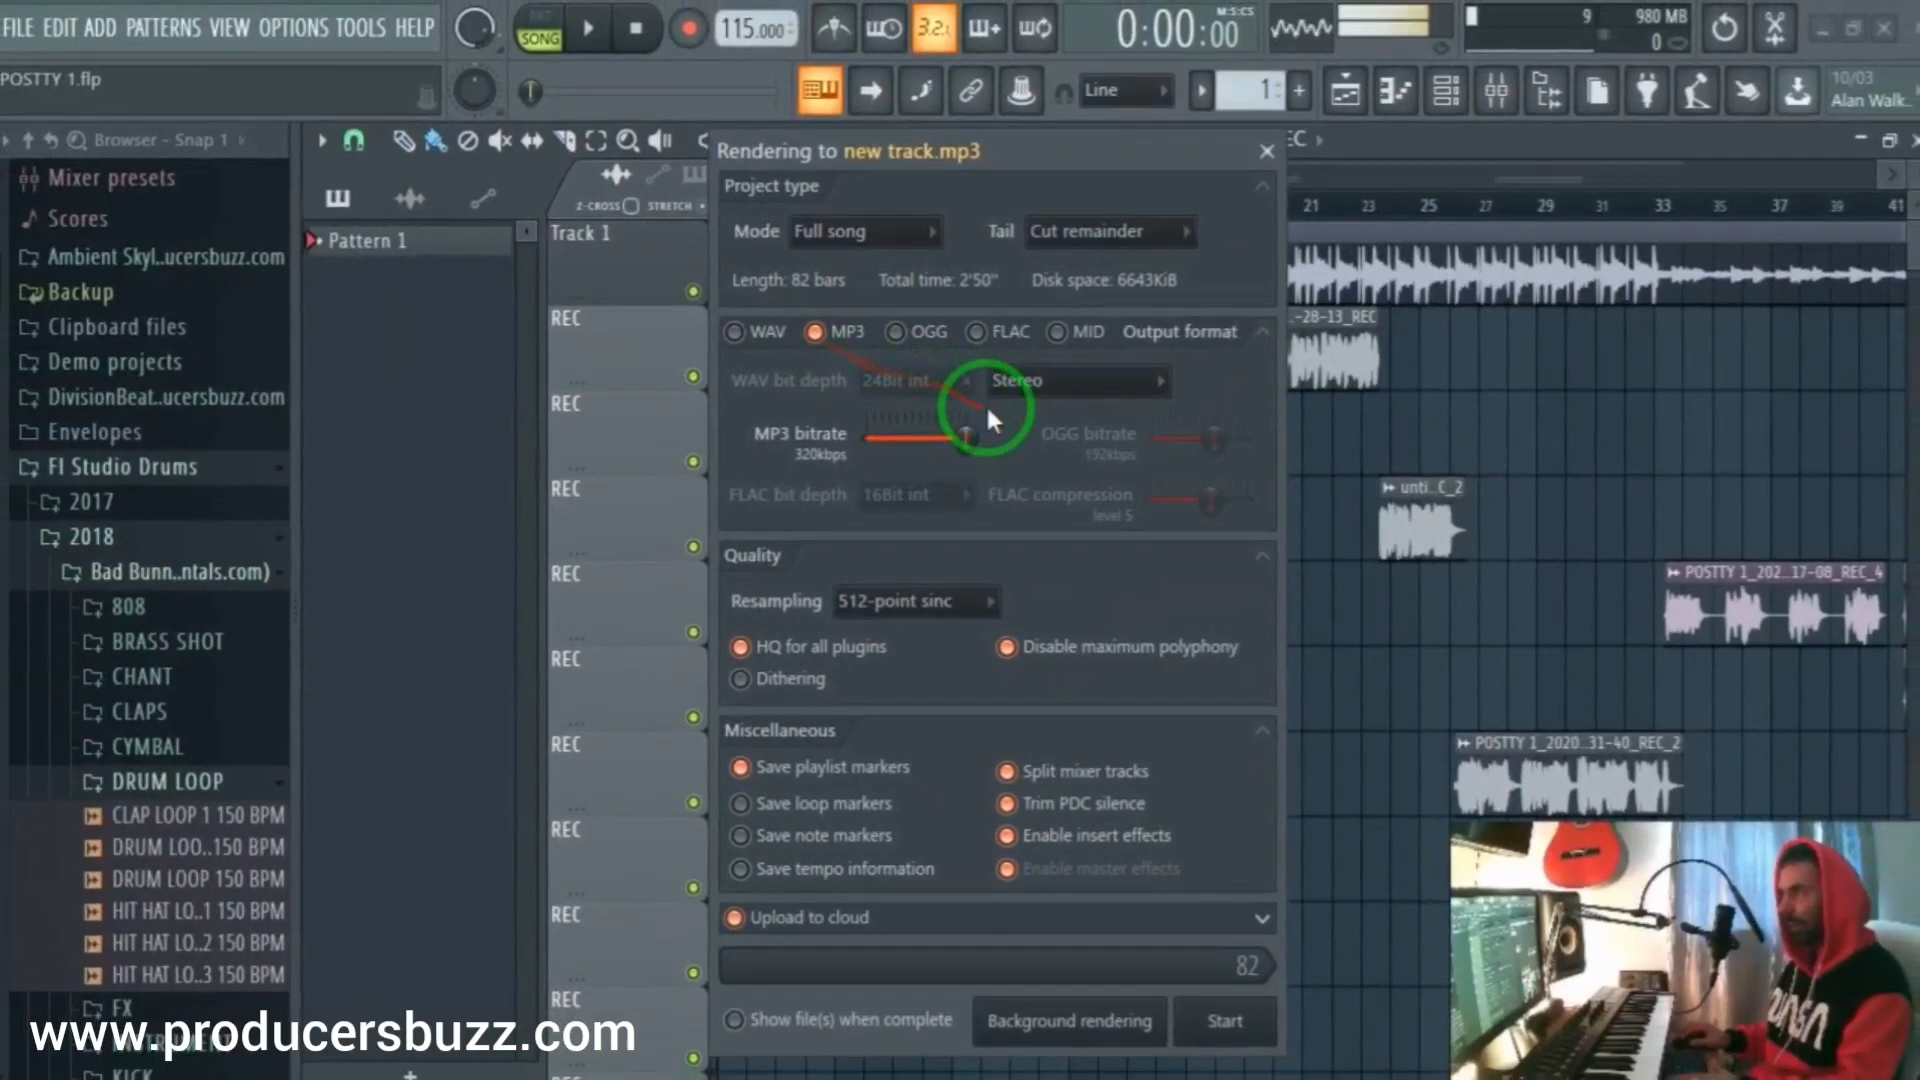 FILE EDIT ADD PATTERNS VIEW OPTIONS TOOLS HELP
SONG
115.000
3.2
0:00:00
M:S:CS
9
980 MB
0
POSTTY 1.flp
Line
1
10/03
Alan Walk..
Browser - Snap 1
Mixer presets
Scores
Ambient Skyl..ucersbuzz.com
Backup
Clipboard files
Demo projects
DivisionBeat..ucersbuzz.com
Envelopes
Fl Studio Drums
2017
2018
Bad Bunn..ntals.com)
808
BRASS SHOT
CHANT
CLAPS
CYMBAL
DRUM LOOP
CLAP LOOP 1 150 BPM
DRUM LOO..150 BPM
DRUM LOOP 150 BPM
HIT HAT LO..1 150 BPM
HIT HAT LO..2 150 BPM
HIT HAT LO..3 150 BPM
FX
KICK
www.producersbuzz.com
Pattern 1
Z-CROSS STRETCH
Track 1
REC
REC
REC
REC
REC
REC
REC
REC
REC
Rendering to new track.mp3
Project type
Mode Full song Tail Cut remainder
Length: 82 bars Total time: 2'50" Disk space: 6643KiB
WAV MP3 OGG FLAC MID Output format
WAV bit depth 24Bit int Stereo
MP3 bitrate OGG bitrate
320kbps 192kbps
FLAC bit depth 16Bit int FLAC compression
level 5
Quality
Resampling 512-point sinc
HQ for all plugins Disable maximum polyphony
Dithering
Miscellaneous
Save playlist markers Split mixer tracks
Save loop markers Trim PDC silence
Save note markers Enable insert effects
Save tempo information Enable master effects
Upload to cloud
82
Show file(s) when complete Background rendering Start
21 23 25 27 29 31 33 35 37 39 41
..-28-13_REC
unti..C_2
POSTTY 1_202..17-08_REC_4
POSTTY 1_2020..31-40_REC_2